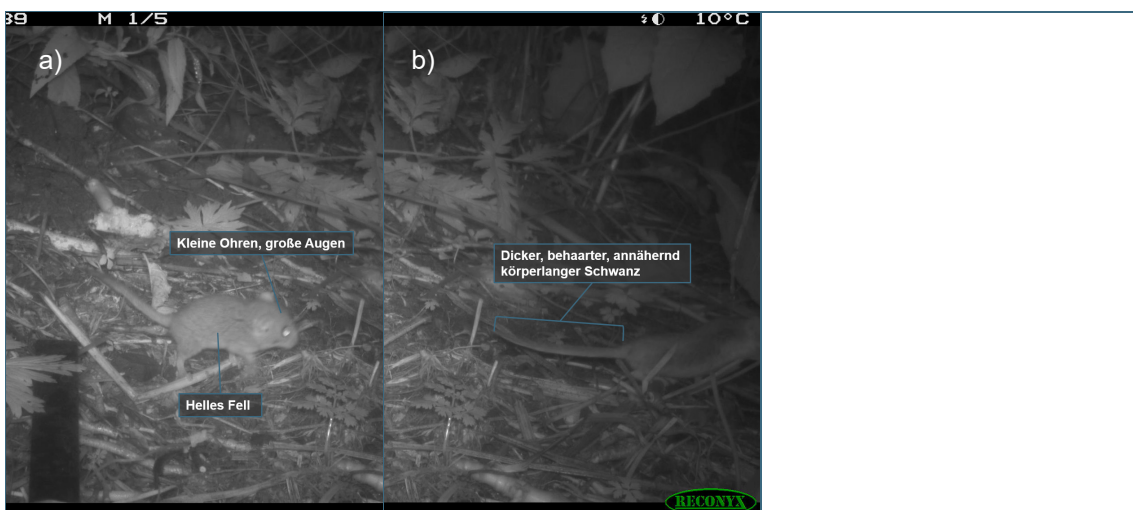 39 M 1/5
10°C
a)
b)
Kleine Ohren, große Augen
Dicker, behaarter, annähernd
körperlanger Schwanz
Helles Fell
RECONYX